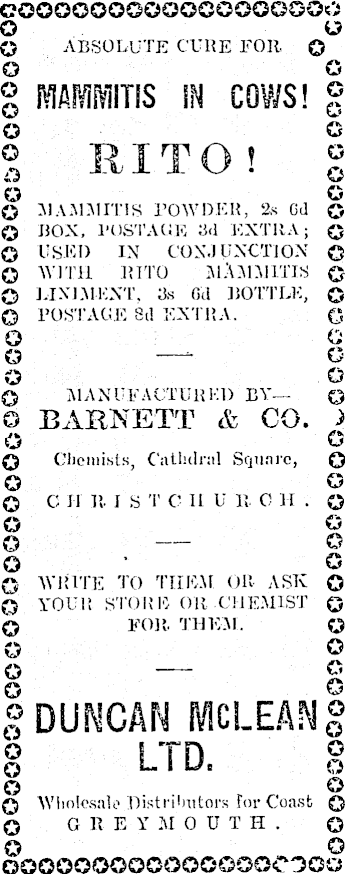 ABSOLUTE CURE FOR
MAMMITIS IN COWS!
RITO!
MAMMITIS POWDER, 2s 6d
BOX, POSTAGE 3d EXTRA;
USED IN CONJUNCTION
WITH RITO MAMMITIS
LINIMENT, 3s 6d BOTTLE,
POSTAGE 8d EXTRA.
MANUFACTURED BY—
BARNETT & CO.
Chemists, Cathdral Square,
CHRISTCHURCH.
WRITE TO THEM OR ASK
YOUR STORE OR CHEMIST
FOR THEM.
DUNCAN McLEAN
LTD.
Wholesale Distributors for Coast
GREYMOUTH.